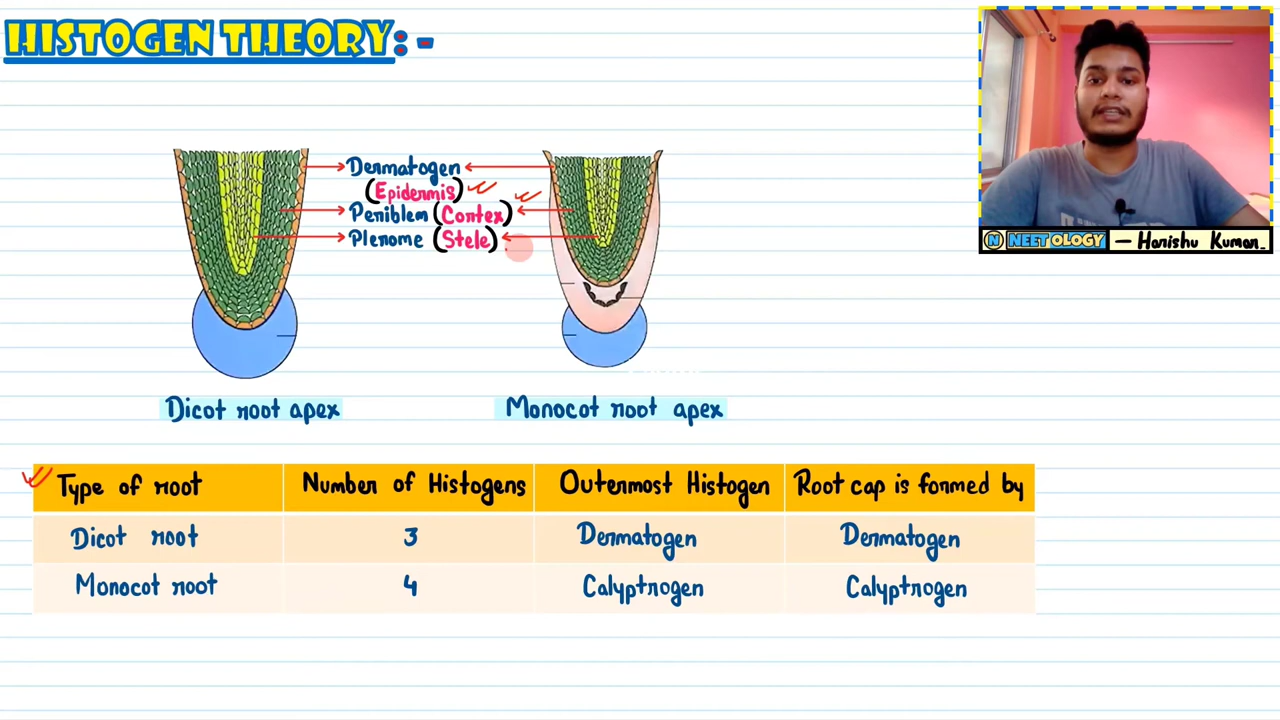 HISTOGEN THEORY:-
Dermatogen
(Epidermis)
Periblem (Cortex)
Plerome (Stele)
N NEETOLOGY - Harishu Kumar
Dicot root apex
Monocot root apex
Type of root Number of Histogens Outermost Histogen Root cap is formed by
Dicot root 3 Dermatogen Dermatogen
Monocot root 4 Calyptrogen Calyptrogen